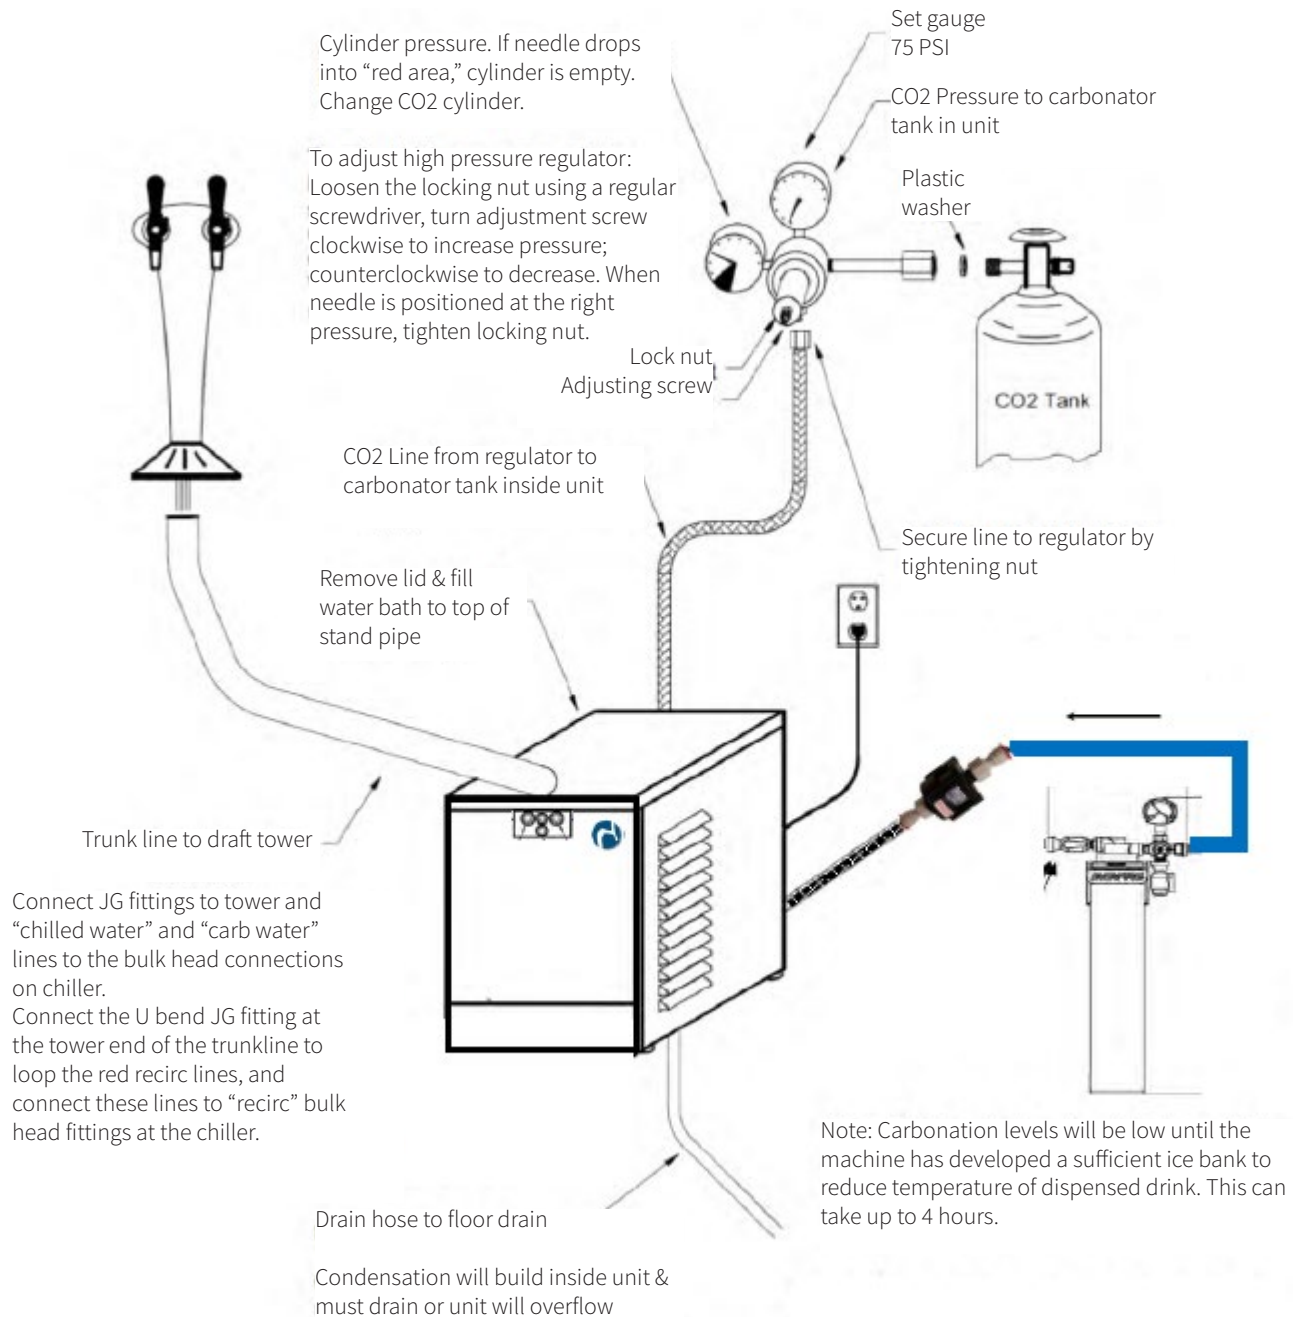 Set gauge
75 PSI
Cylinder pressure. If needle drops
into “red area,” cylinder is empty.
Change CO2 cylinder.
CO2 Pressure to carbonator
tank in unit
To adjust high pressure regulator:
Loosen the locking nut using a regular
screwdriver, turn adjustment screw
clockwise to increase pressure;
counterclockwise to decrease. When
needle is positioned at the right
pressure, tighten locking nut.
Plastic
washer
Lock nut
Adjusting screw
CO2 Tank
CO2 Line from regulator to
carbonator tank inside unit
Secure line to regulator by
tightening nut
Remove lid & fill
water bath to top of
stand pipe
Trunk line to draft tower
Connect JG fittings to tower and
“chilled water” and “carb water”
lines to the bulk head connections
on chiller.
Connect the U bend JG fitting at
the tower end of the trunkline to
loop the red recirc lines, and
connect these lines to “recirc” bulk
head fittings at the chiller.
Note: Carbonation levels will be low until the
machine has developed a sufficient ice bank to
reduce temperature of dispensed drink. This can
take up to 4 hours.
Drain hose to floor drain
Condensation will build inside unit &
must drain or unit will overflow